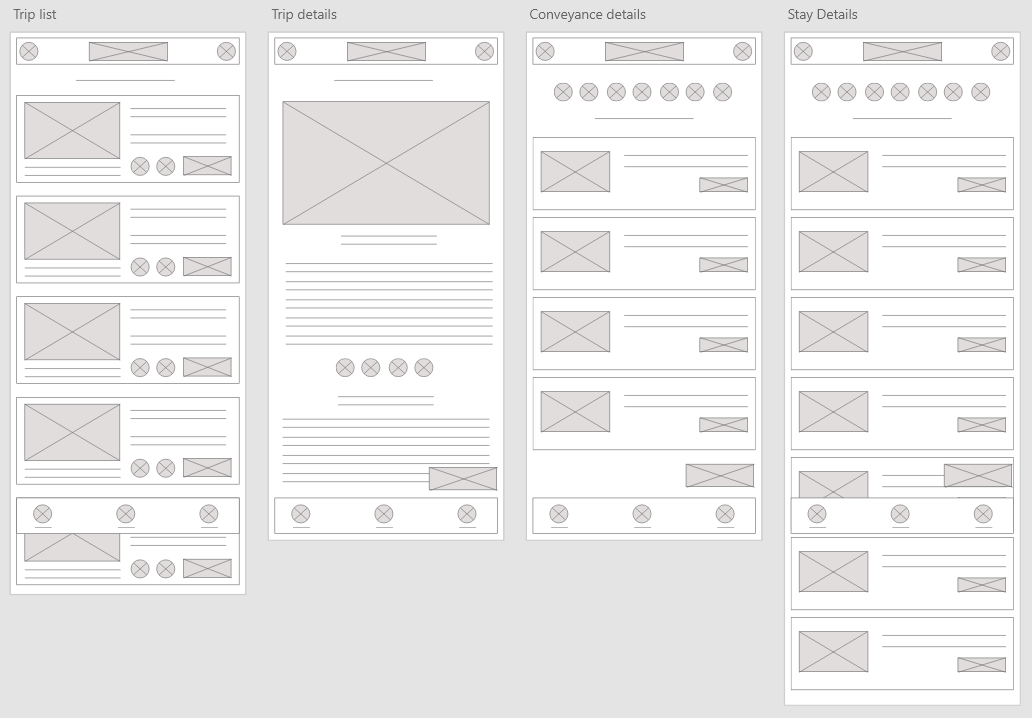 Trip list
Trip details
Conveyance details
Stay Details